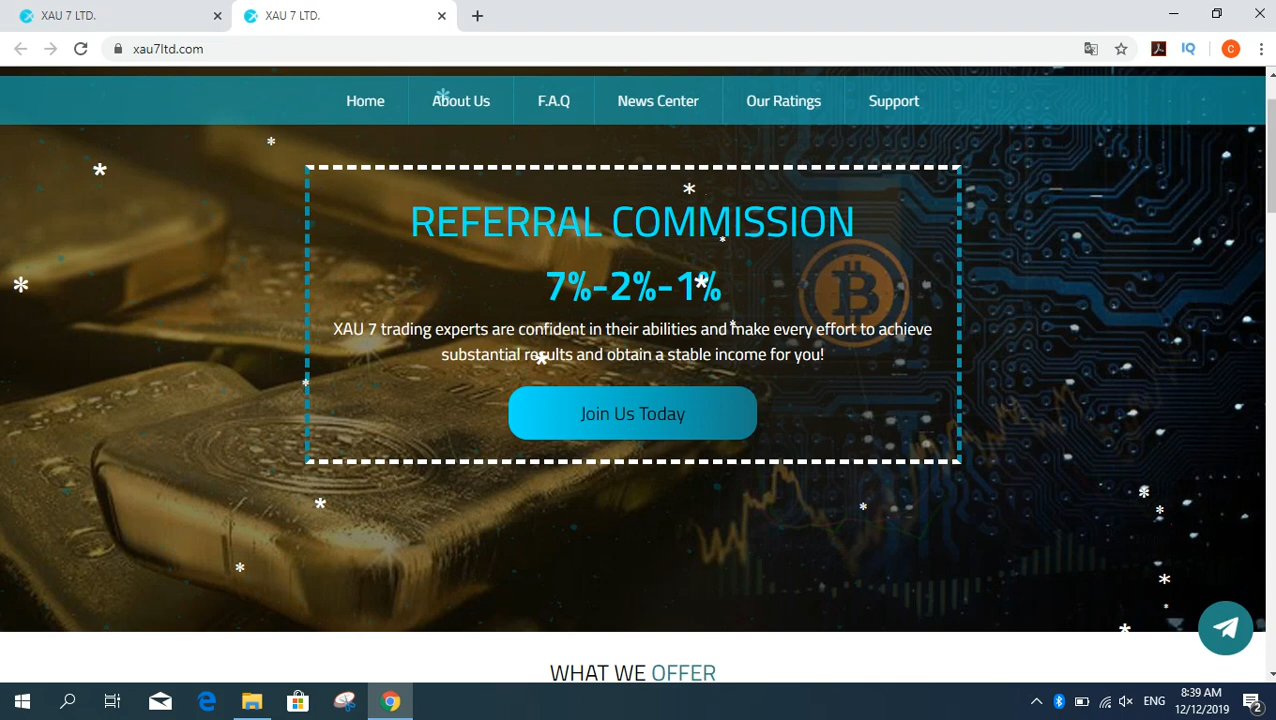 XAU 7 LTD.
XAU 7 LTD.
xau7ltd.com
IQ
C
Home
About Us
F.A.Q
News Center
Our Ratings
Support
REFERRAL COMMISSION
7%-2%-1%
XAU 7 trading experts are confident in their abilities and make every effort to achieve
substantial results and obtain a stable income for you!
Join Us Today
WHAT WE OFFER
ENG
8:39 AM
12/12/2019
2